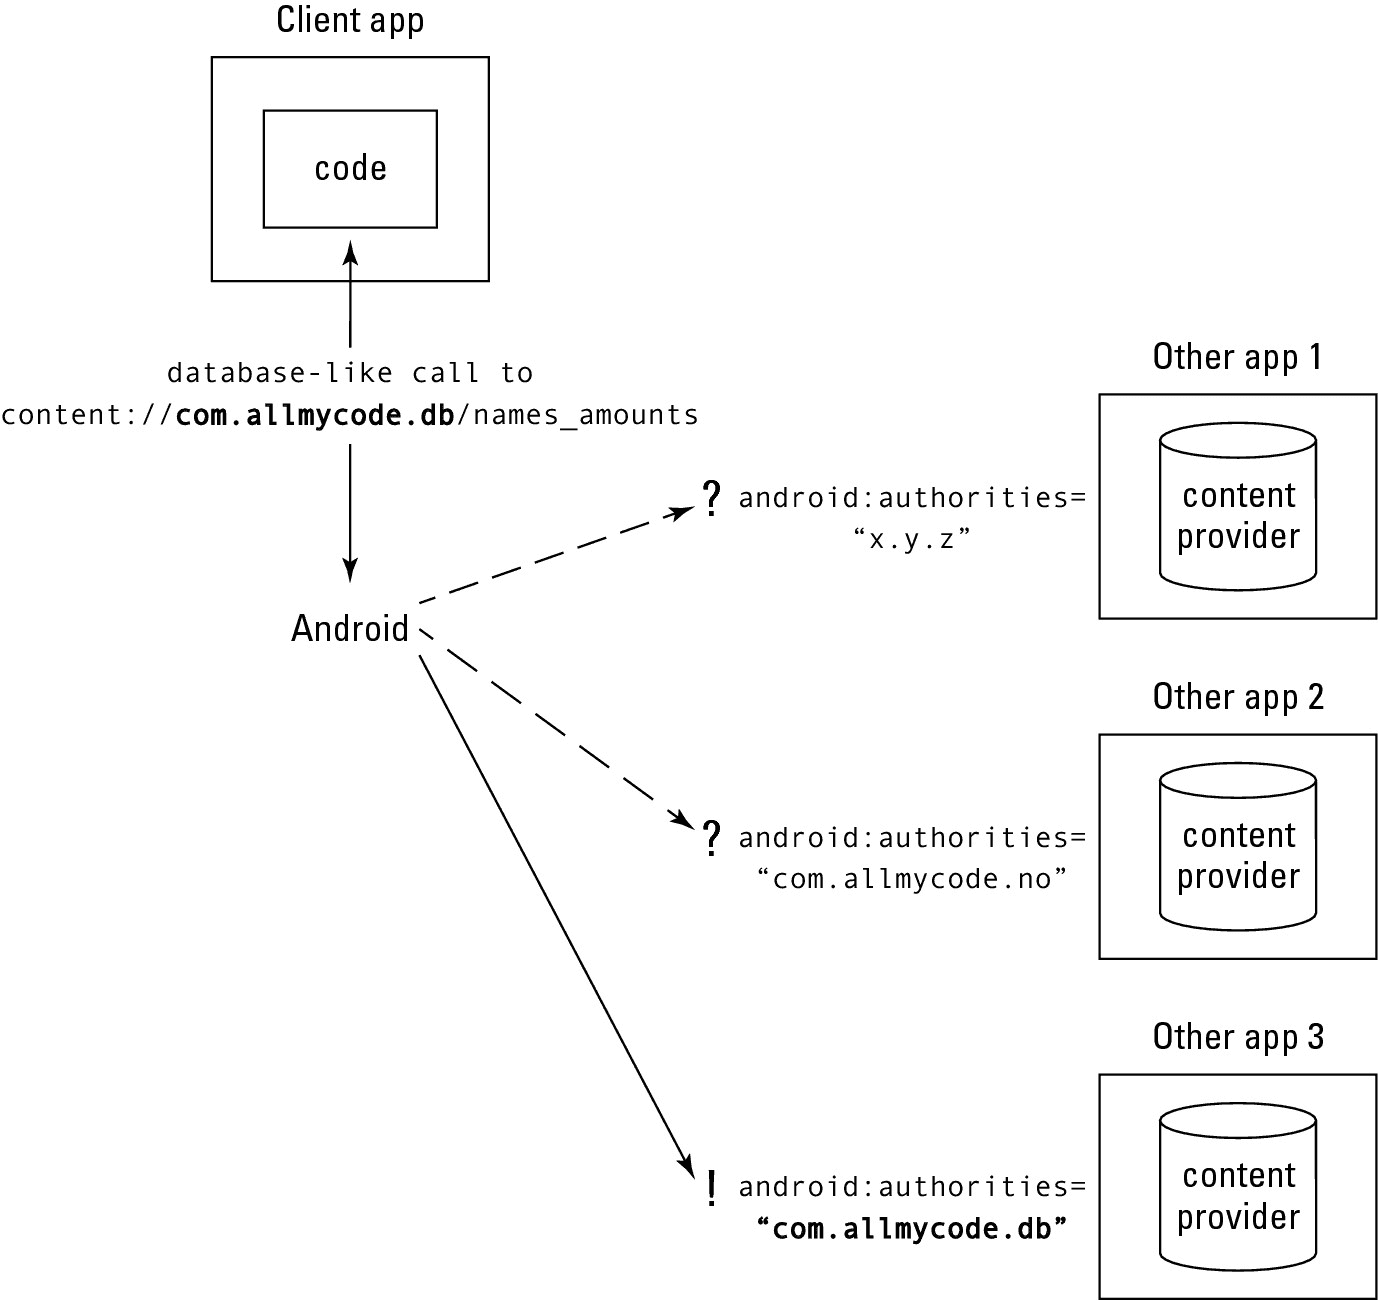 Client app
code
database-like call to
content://com.allmycode.db/names_amounts
Android
Other app 1
? android:authorities=
“x.y.z”
content
provider
Other app 2
? android:authorities=
“com.allmycode.no”
content
provider
Other app 3
! android:authorities=
“com.allmycode.db”
content
provider